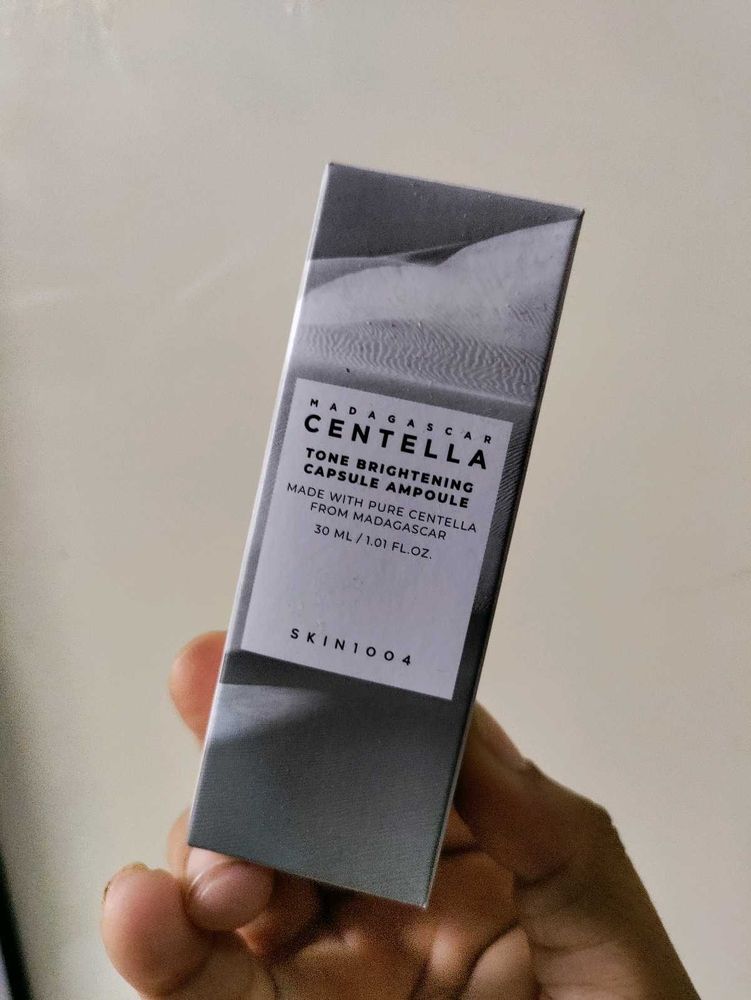 MADAGASCAR
CENTELLA
TONE BRIGHTENING
CAPSULE AMPOULE
MADE WITH PURE CENTELLA
FROM MADAGASCAR
30 ML / 1.01 FL.OZ.
SKIN1004